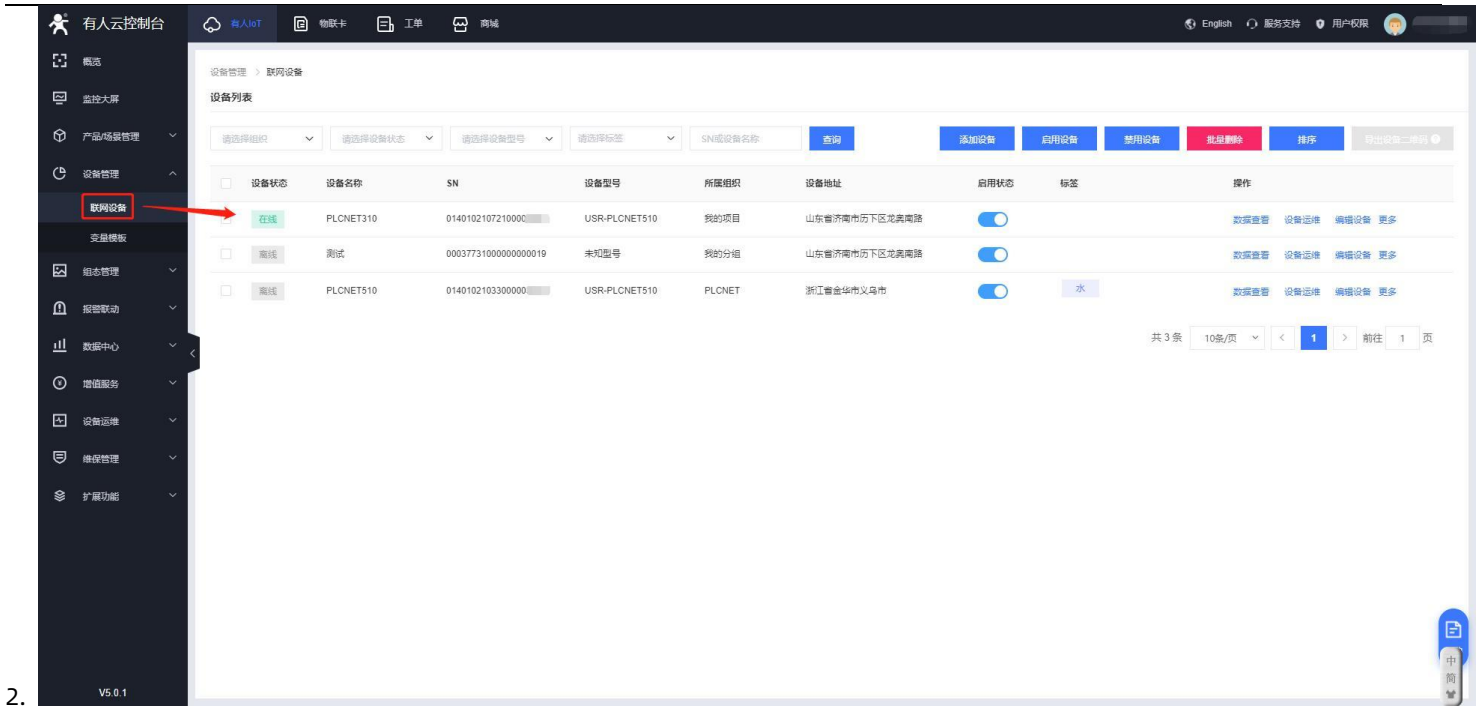 有人云控制台 有人IoT 物联卡 工单 商城 English 服务支持 用户权限
概览
监控大屏
产品/场景管理
设备管理
联网设备
变量模板
组态管理
报警联动
数据中心
增值服务
设备运维
维保管理
扩展功能
V5.0.1
设备管理 > 联网设备
设备列表
请选择组织 请选择设备状态 请选择设备型号 请选择标签 SN或设备名称 查询 添加设备 启用设备 禁用设备 批量删除 排序 导出设备二维码
设备状态 设备名称 SN 设备型号 所属组织 设备地址 启用状态 标签 操作
在线 PLCNET310 0140102107210000 USR-PLCNET510 我的项目 山东省济南市历下区龙奥南路 数据查看 设备运维 编辑设备 更多
离线 测试 00037731000000000019 未知型号 我的分组 山东省济南市历下区龙奥南路 数据查看 设备运维 编辑设备 更多
离线 PLCNET510 0140102103300000 USR-PLCNET510 PLCNET 浙江省金华市义乌市 水 数据查看 设备运维 编辑设备 更多
共 3 条 10条/页 < 1 > 前往 1 页
中
简
2.